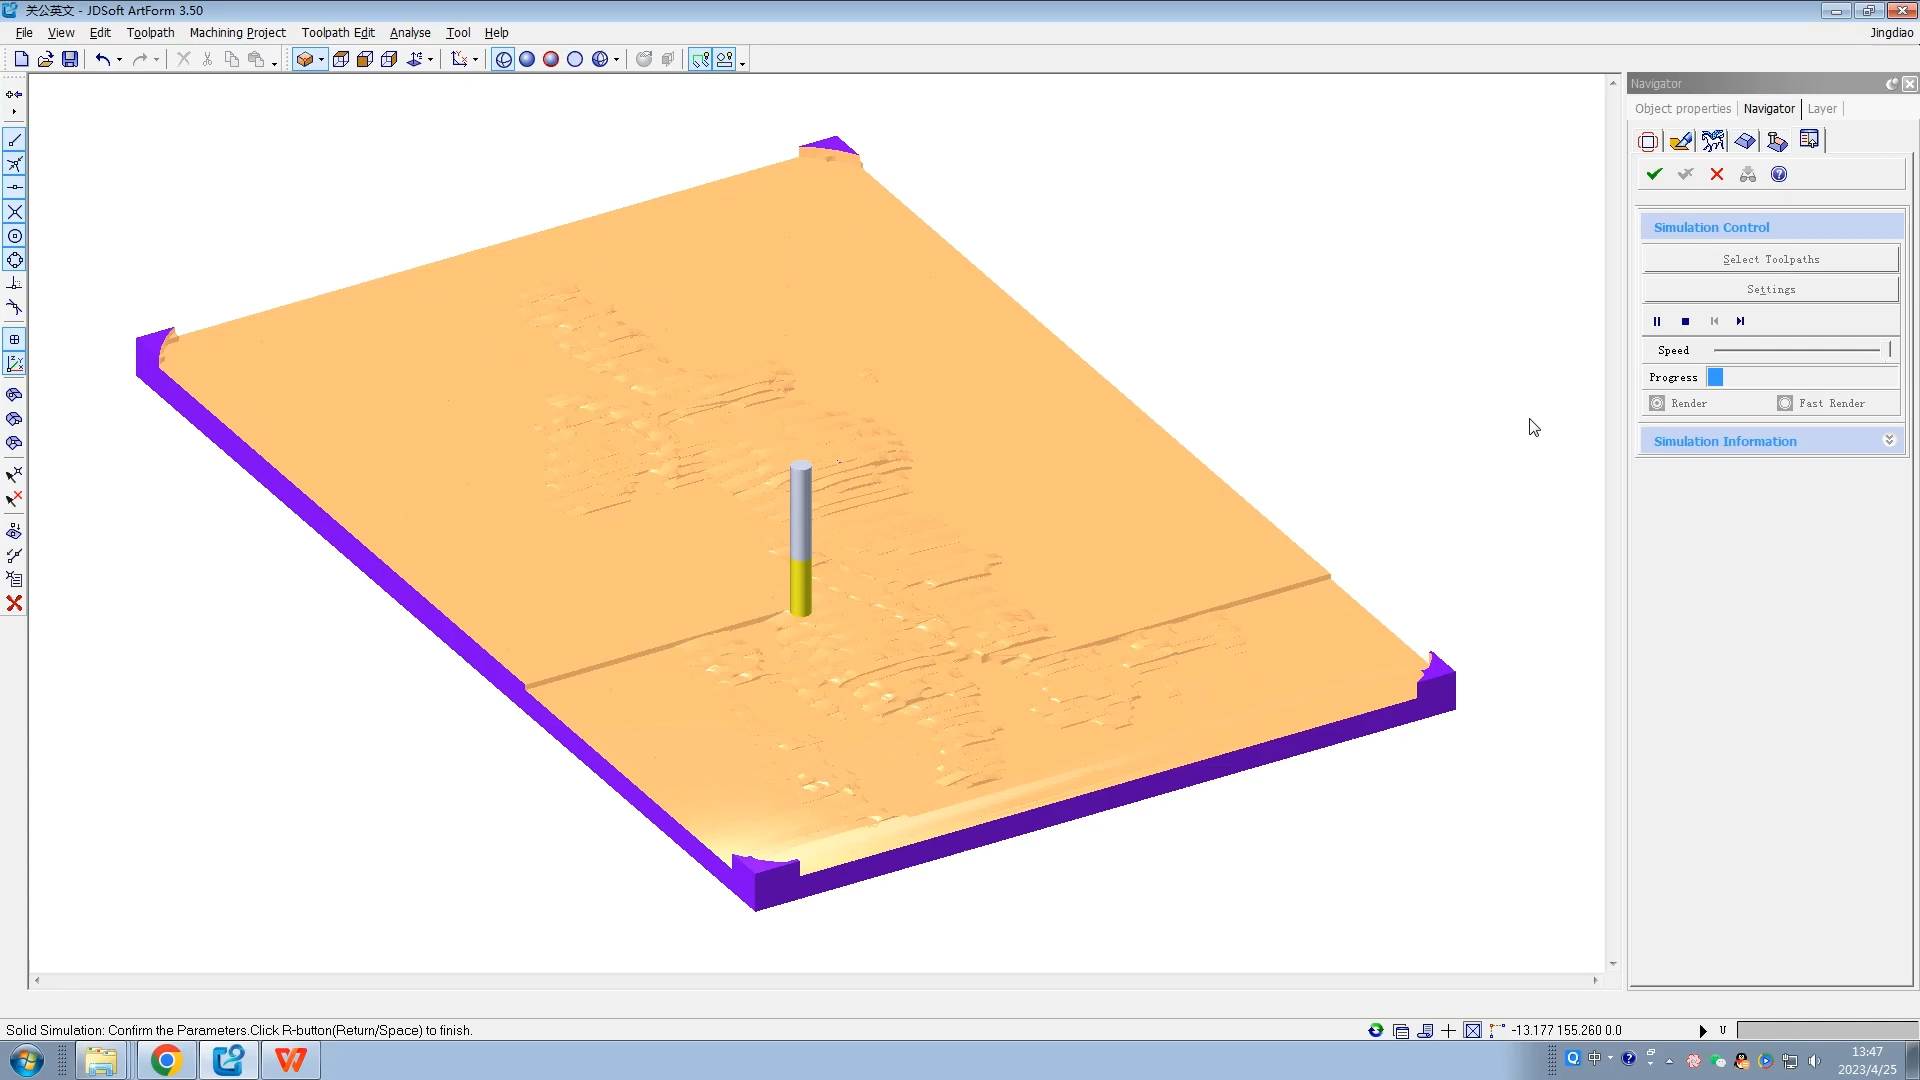 关公英文 - JDSoft ArtForm 3.50
File View Edit Toolpath Machining Project Toolpath Edit Analyse Tool Help
Jingdiao
Navigator
Object properties Navigator Layer
Simulation Control
Select Toolpaths
Settings
Speed
Progress
Render Fast Render
Simulation Information
Solid Simulation: Confirm the Parameters.Click R-button(Return/Space) to finish.
-13.177 155.260 0.0
U
中
13:47
2023/4/25